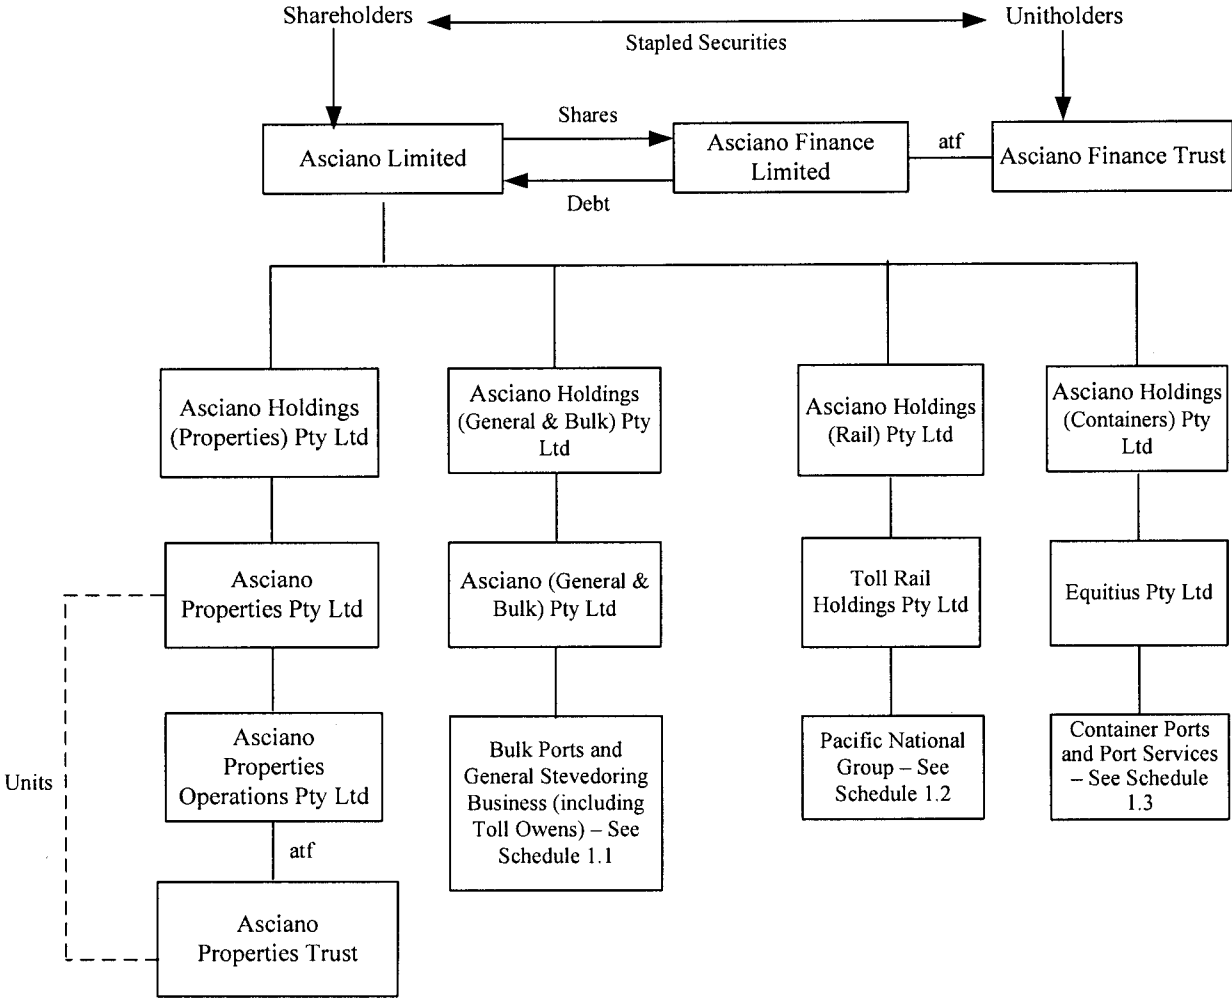 Shareholders
Unitholders
Stapled Securities
Shares
Asciano Limited
Asciano Finance
Limited
atf
Asciano Finance Trust
Debt
Asciano Holdings
(Properties) Pty Ltd
Asciano Holdings
(General & Bulk) Pty
Ltd
Asciano Holdings
(Rail) Pty Ltd
Asciano Holdings
(Containers) Pty
Ltd
Asciano
Properties Pty Ltd
Asciano (General &
Bulk) Pty Ltd
Toll Rail
Holdings Pty Ltd
Equitius Pty Ltd
Units
Asciano
Properties
Operations Pty Ltd
Bulk Ports and
General Stevedoring
Business (including
Toll Owens) – See
Schedule 1.1
Pacific National
Group – See
Schedule 1.2
Container Ports
and Port Services
– See Schedule
1.3
atf
Asciano
Properties Trust